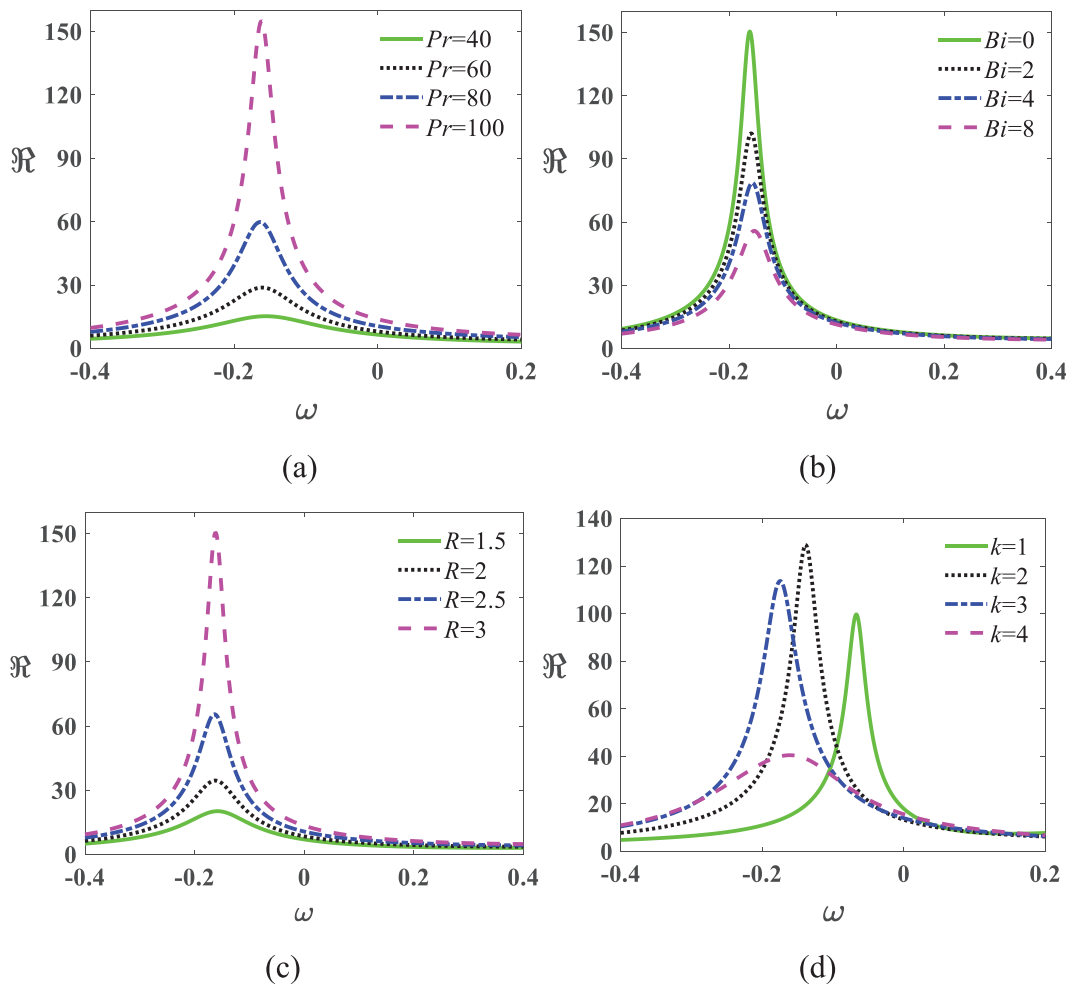 150
120
90
60
30
0
ℜ
-0.4
-0.2
0
0.2
ω
Pr=40
Pr=60
Pr=80
Pr=100
(a)
150
120
90
60
30
0
ℜ
-0.4
-0.2
0
0.2
0.4
ω
Bi=0
Bi=2
Bi=4
Bi=8
(b)
150
120
90
60
30
0
ℜ
-0.4
-0.2
0
0.2
0.4
ω
R=1.5
R=2
R=2.5
R=3
(c)
140
120
100
80
60
40
20
0
ℜ
-0.4
-0.2
0
0.2
ω
k=1
k=2
k=3
k=4
(d)